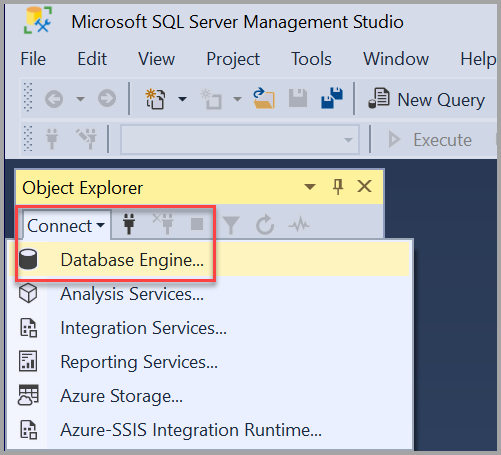 Microsoft SQL Server Management Studio
File Edit View Project Tools Window Help
New Query
Execute
Object Explorer
Connect
Database Engine...
Analysis Services...
Integration Services...
Reporting Services...
Azure Storage...
Azure-SSIS Integration Runtime...